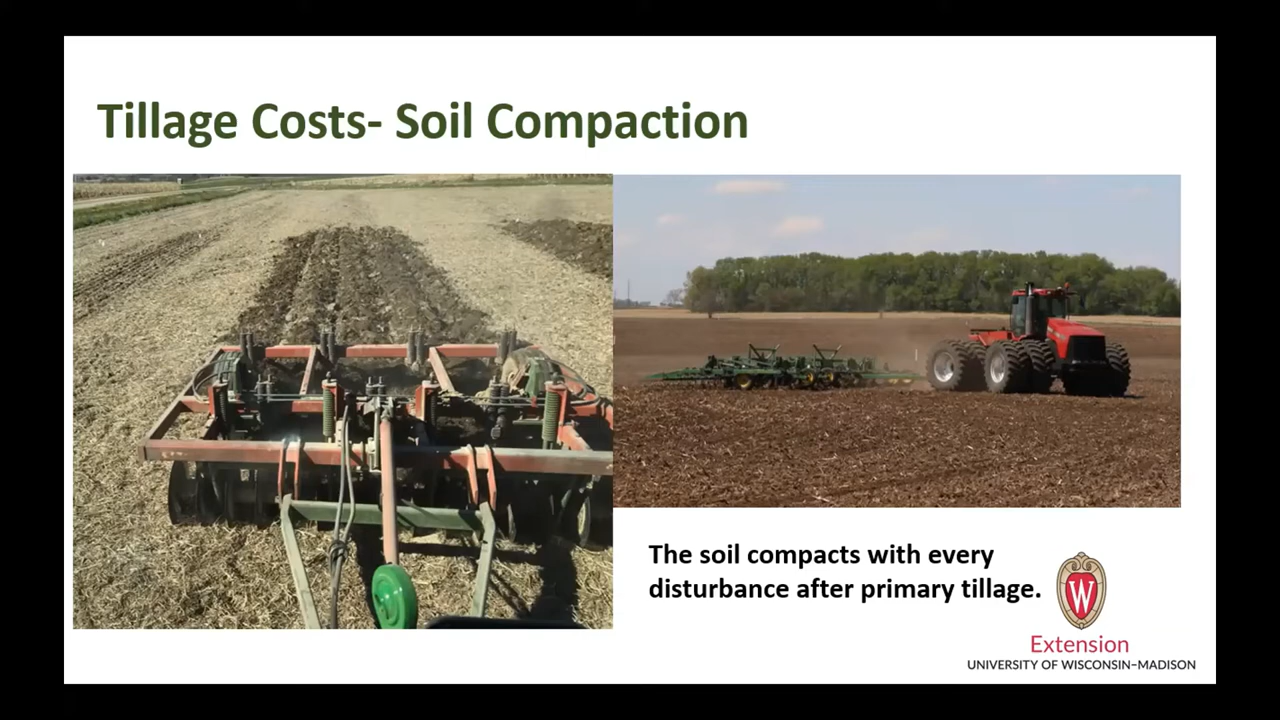 Tillage Costs- Soil Compaction
The soil compacts with every
disturbance after primary tillage.
W
Extension
UNIVERSITY OF WISCONSIN–MADISON